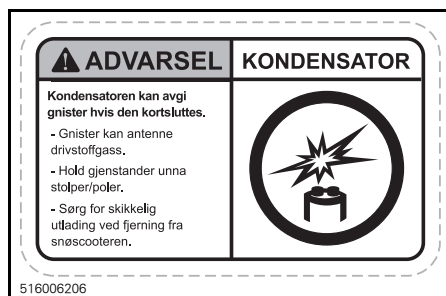 ADVARSEL
KONDENSATOR
Kondensatoren kan avgi
gnister hvis den kortsluttes.
- Gnister kan antenne
drivstoffgass.
- Hold gjenstander unna
stolper/poler.
- Sørg for skikkelig
utlading ved fjerning fra
snøscooteren.
516006206